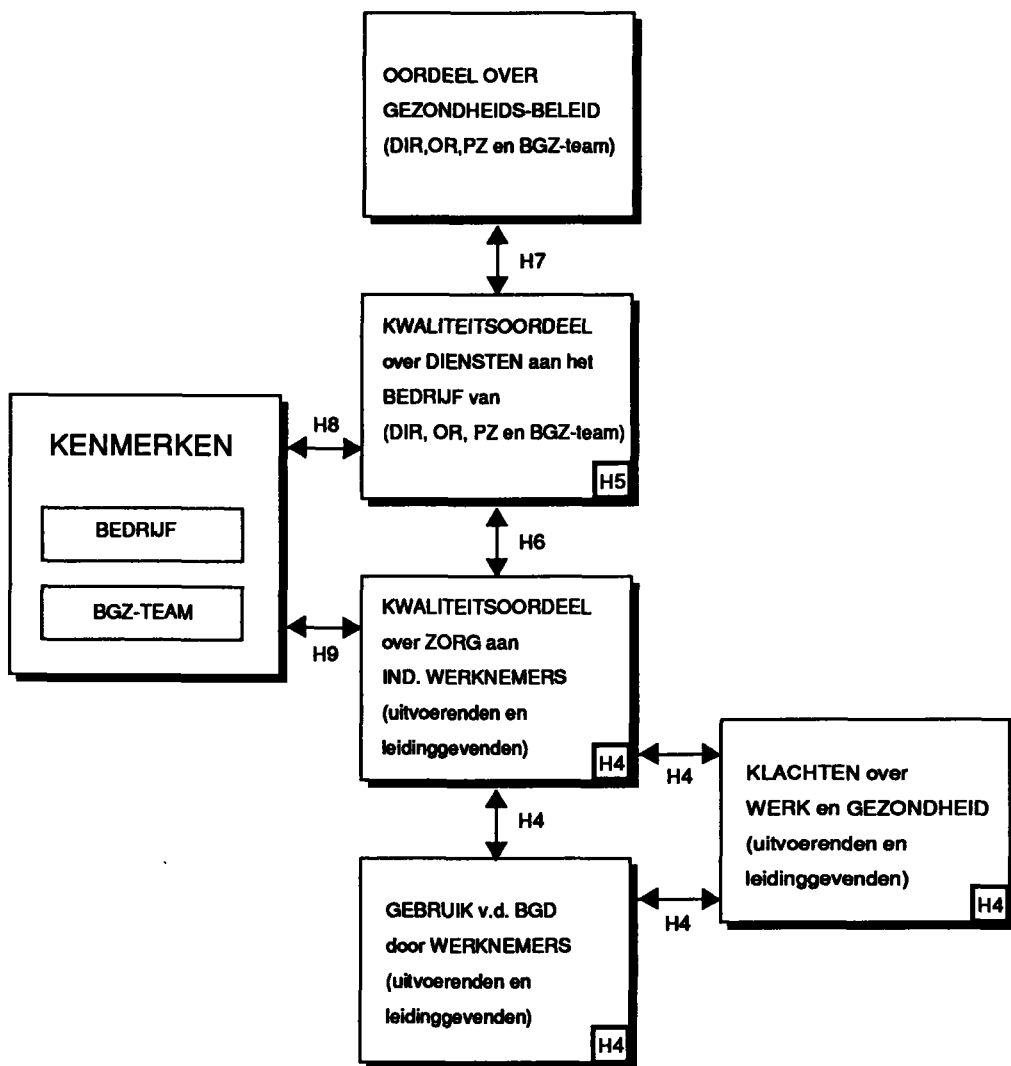 OORDEEL OVER
GEZONDHEIDS-BELEID
(DIR,OR,PZ en BGZ-team)
H7
KWALITEITSOORDEEL
over DIENSTEN aan het
BEDRIJF van
(DIR, OR, PZ en BGZ-team)
H5
KENMERKEN
BEDRIJF
BGZ-TEAM
H8
H6
H9
KWALITEITSOORDEEL
over ZORG aan
IND. WERKNEMERS
(uitvoerenden en
leidinggevenden)
H4
H4
KLACHTEN over
WERK en GEZONDHEID
(uitvoerenden en
leidinggevenden)
H4
H4
GEBRUIK v.d. BGD
door WERKNEMERS
(uitvoerenden en
leidinggevenden)
H4
H4